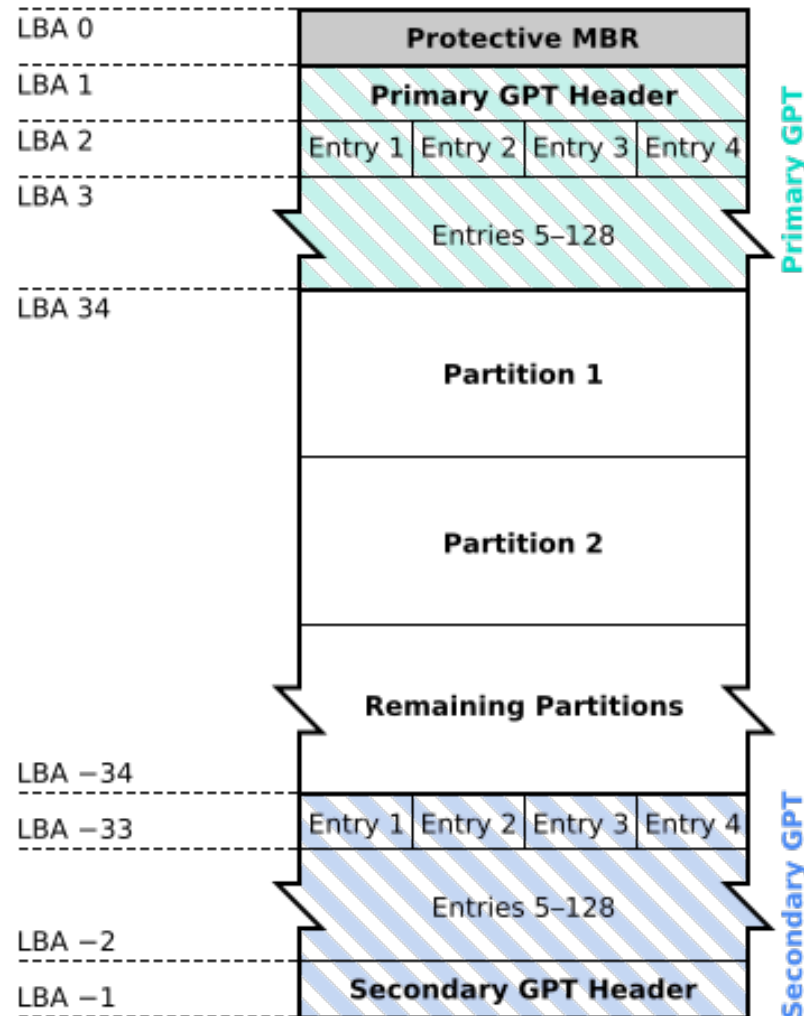 LBA 0
Protective MBR
LBA 1
Primary GPT Header
LBA 2
Entry 1 Entry 2 Entry 3 Entry 4
LBA 3
Entries 5–128
Primary GPT
LBA 34
Partition 1
Partition 2
Remaining Partitions
LBA −34
LBA −33
Entry 1 Entry 2 Entry 3 Entry 4
Entries 5–128
LBA −2
LBA −1
Secondary GPT Header
Secondary GPT